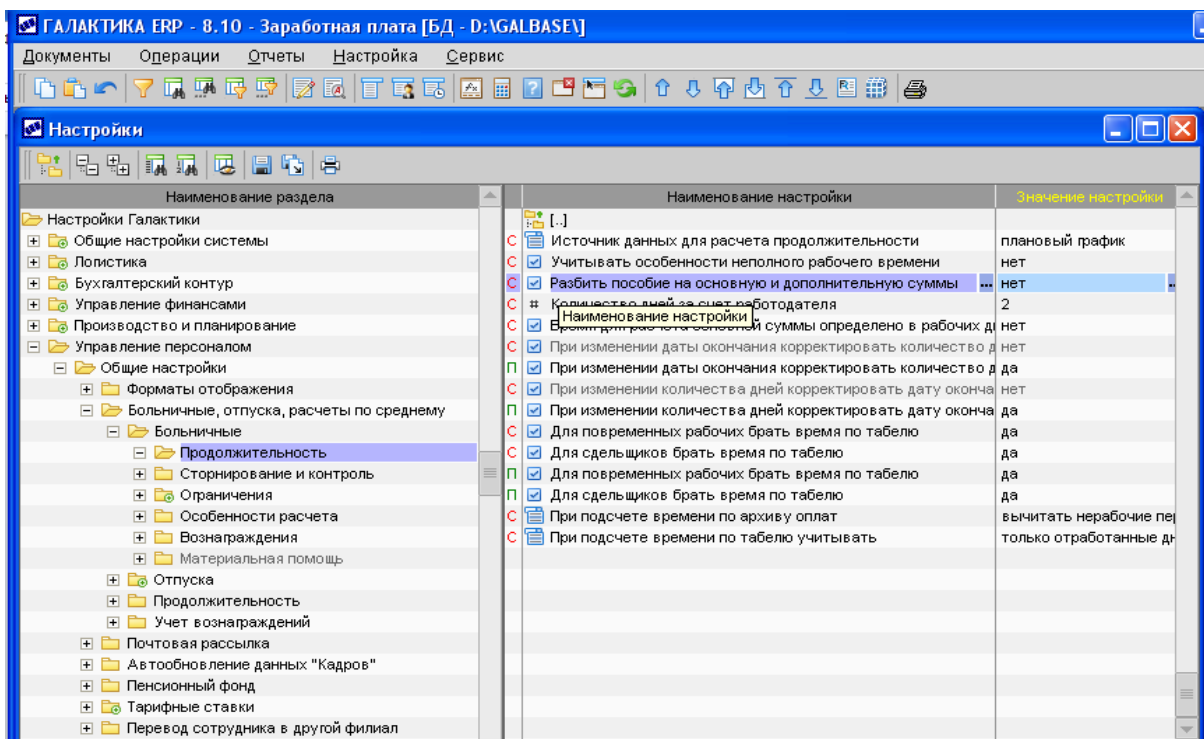 ГАЛАКТИКА ERP - 8.10 - Заработная плата [БД - D:\GALBASE\]
Документы Операции Отчеты Настройка Сервис
Настройки
Наименование раздела
Настройки Галактики
Общие настройки системы
Логистика
Бухгалтерский контур
Управление финансами
Производство и планирование
Управление персоналом
Общие настройки
Форматы отображения
Больничные, отпуска, расчеты по среднему
Больничные
Продолжительность
Сторнирование и контроль
Ограничения
Особенности расчета
Вознаграждения
Материальная помощь
Отпуска
Продолжительность
Учет вознаграждений
Почтовая рассылка
Автообновление данных "Кадров"
Пенсионный фонд
Тарифные ставки
Перевод сотрудника в другой филиал
Наименование настройки Значение настройки
[..]
С Источник данных для расчета продолжительности плановый график
С Учитывать особенности неполного рабочего времени нет
С Разбить пособие на основную и дополнительную суммы ... нет
С # Количество дней за счет работодателя 2
Наименование настройки
С суммы определено в рабочих д нет
С При изменении даты окончания корректировать количество д нет
П При изменении даты окончания корректировать количество д да
С При изменении количества дней корректировать дату оконча нет
П При изменении количества дней корректировать дату оконча да
С Для повременных рабочих брать время по табелю да
С Для сдельщиков брать время по табелю да
П Для повременных рабочих брать время по табелю да
П Для сдельщиков брать время по табелю да
С При подсчете времени по архиву оплат вычитать нерабочие пер
С При подсчете времени по табелю учитывать только отработанные дн